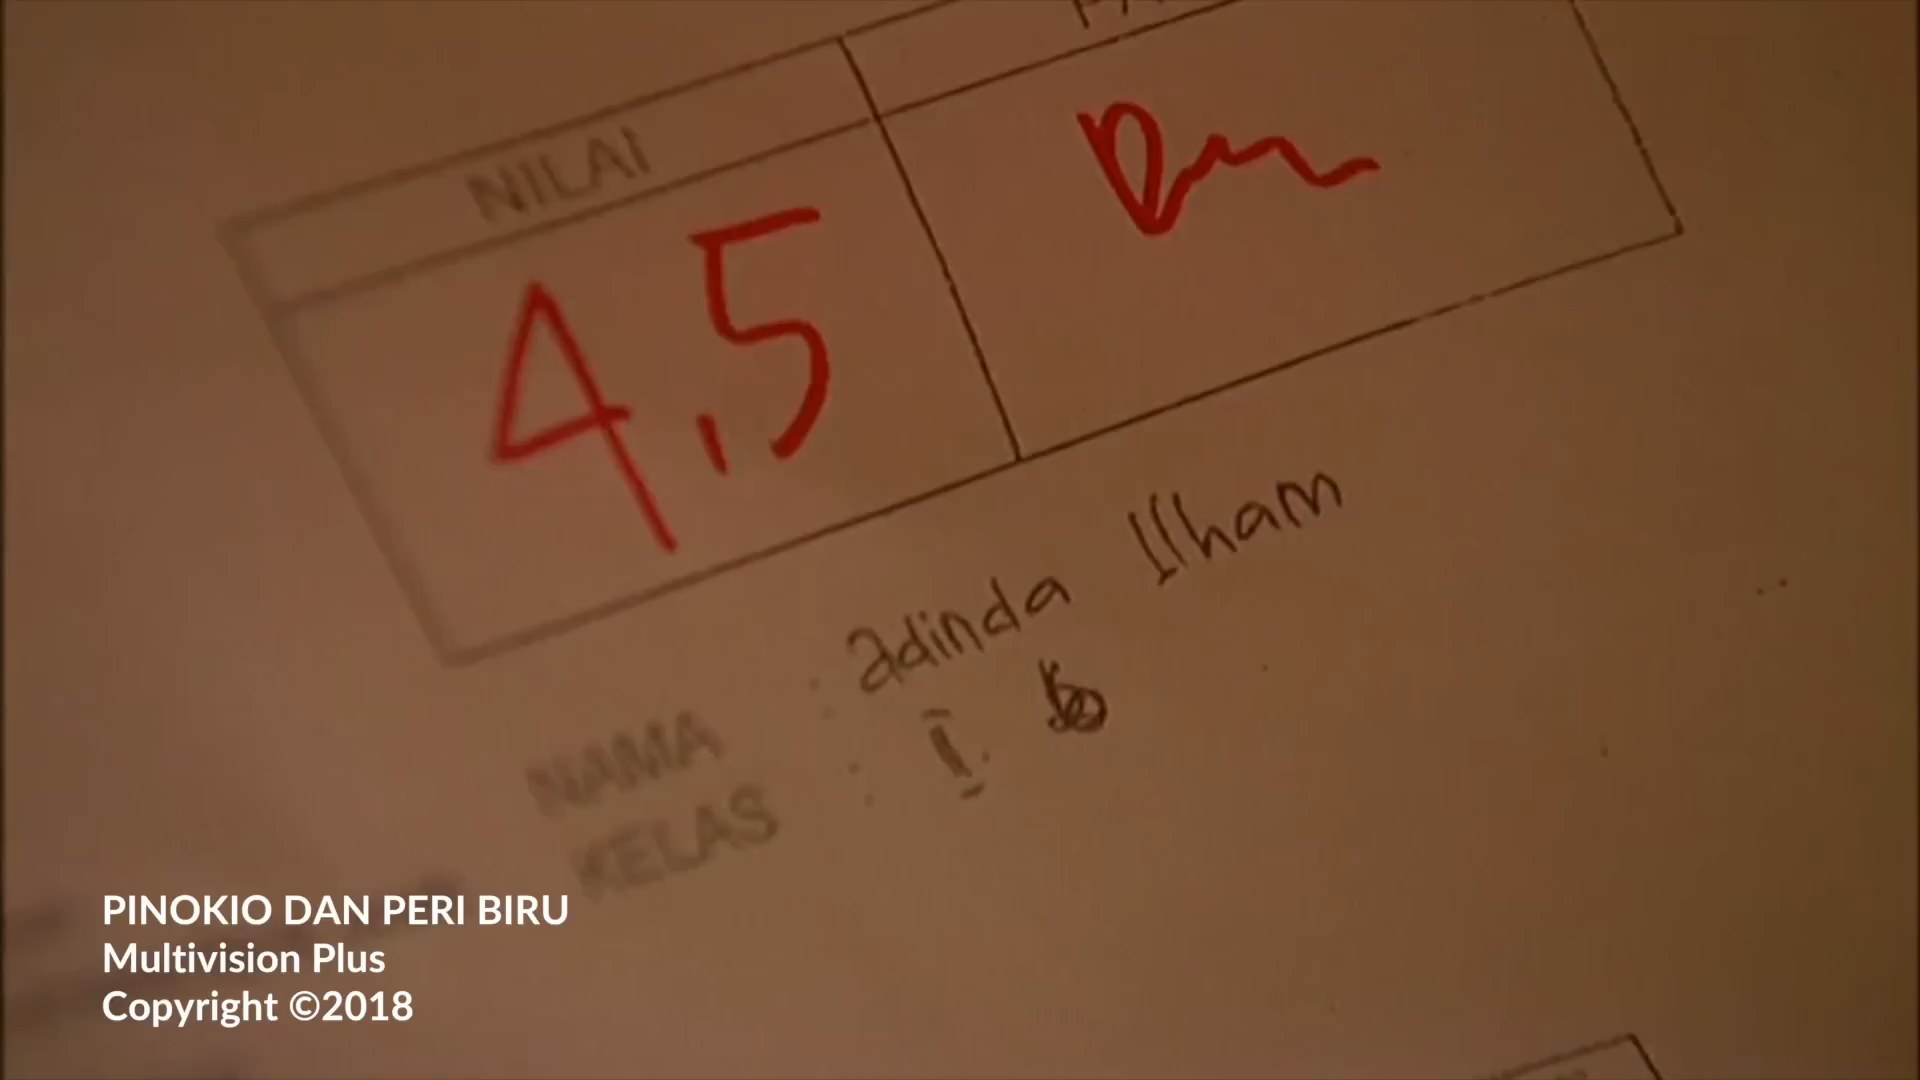 NILAI
4,5
NAMA : adinda Ilham
KELAS : I. b
PINOKIO DAN PERI BIRU
Multivision Plus
Copyright ©2018